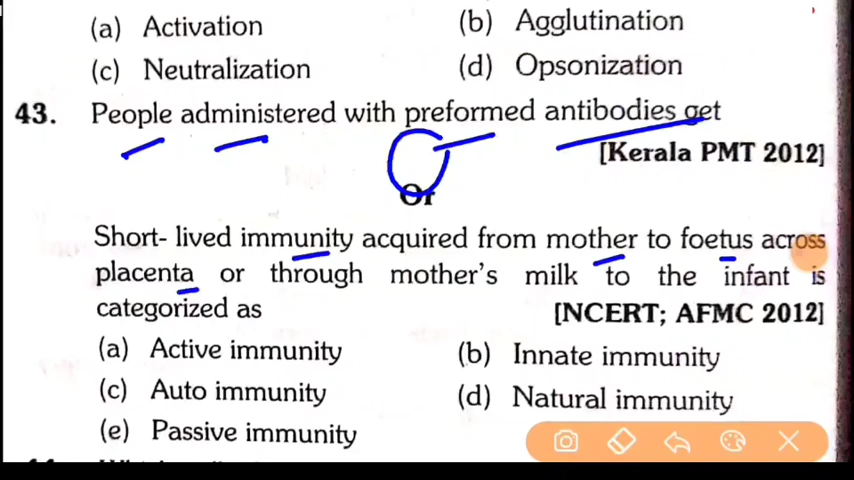 (a) Activation (b) Agglutination
(c) Neutralization (d) Opsonization
43. People administered with preformed antibodies get
[Kerala PMT 2012]
Or
Short- lived immunity acquired from mother to foetus across
placenta or through mother's milk to the infant is
categorized as [NCERT; AFMC 2012]
(a) Active immunity (b) Innate immunity
(c) Auto immunity (d) Natural immunity
(e) Passive immunity